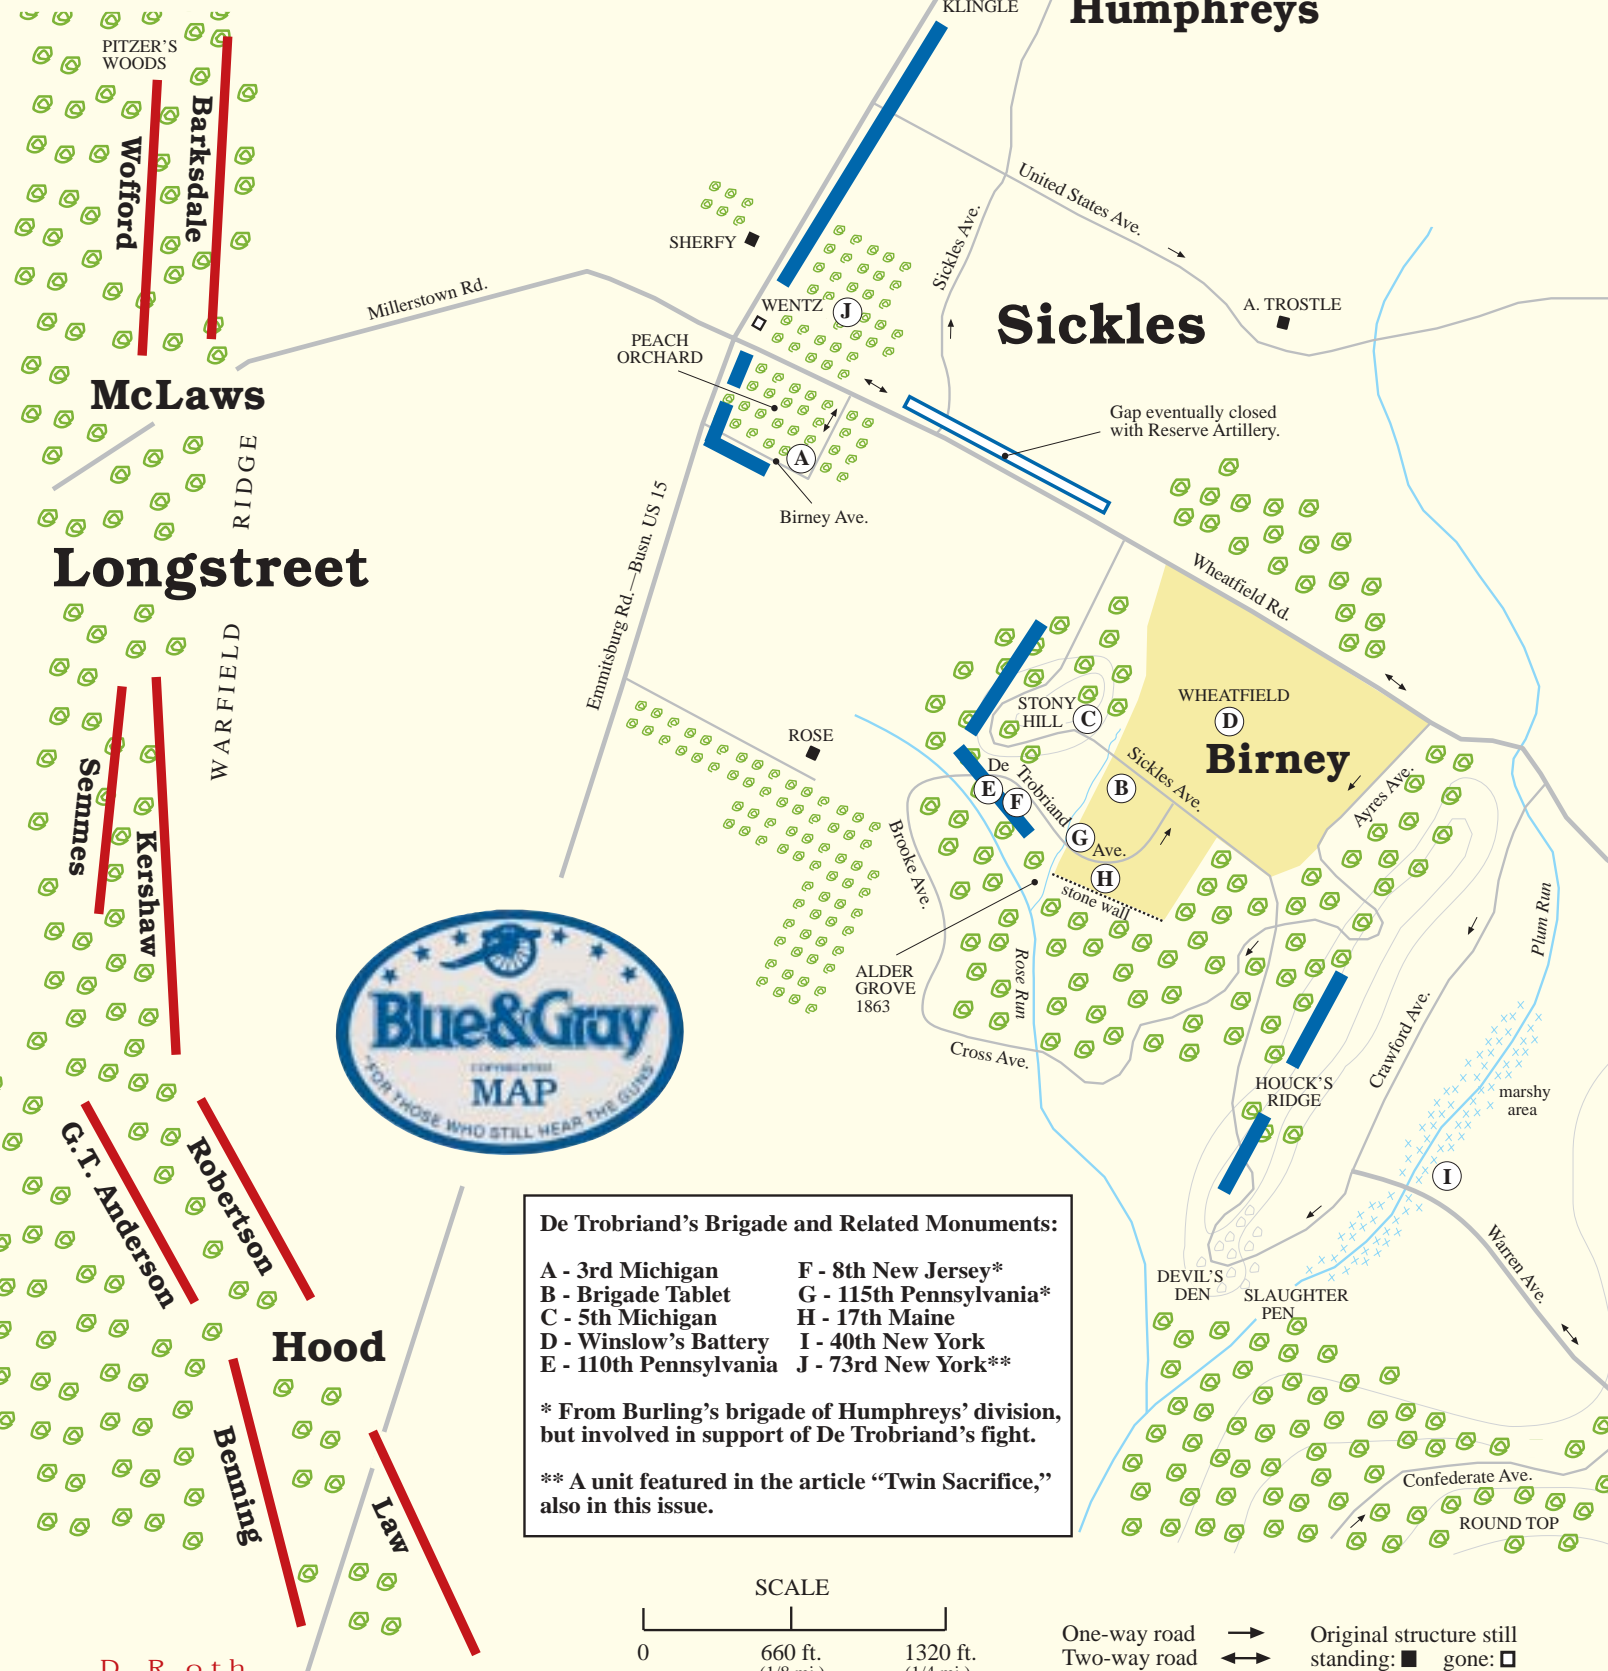 KLINGLE
Humphreys
PITZER'S
WOODS
Barksdale
Wofford
United States Ave.
Sickles Ave.
SHERFY
Millerstown Rd.
WENTZ
J
Sickles
A. TROSTLE
PEACH
ORCHARD
McLaws
Gap eventually closed
with Reserve Artillery.
A
RIDGE
Birney Ave.
Longstreet
Emmitsburg Rd.—Busn. US 15
Wheatfield Rd.
WARFIELD
STONY
HILL
C
WHEATFIELD
D
ROSE
Birney
De
Trobriand
Ave.
Sickles Ave.
E
F
B
G
H
Semmes
Kershaw
Brooke Ave.
Ayres Ave.
stone wall
Plum Run
ALDER
GROVE
1863
Rose Run
Cross Ave.
Crawford Ave.
Blue&Gray
COPYRIGHTED
MAP
"FOR THOSE WHO STILL HEAR THE GUNS"
HOUCK'S
RIDGE
marshy
area
G.T. Anderson
Robertson
I
Warren Ave.
De Trobriand's Brigade and Related Monuments:
A - 3rd Michigan F - 8th New Jersey*
B - Brigade Tablet G - 115th Pennsylvania*
C - 5th Michigan H - 17th Maine
D - Winslow's Battery I - 40th New York
E - 110th Pennsylvania J - 73rd New York**
* From Burling's brigade of Humphreys' division,
but involved in support of De Trobriand's fight.
** A unit featured in the article “Twin Sacrifice,”
also in this issue.
DEVIL'S
DEN
SLAUGHTER
PEN
Hood
Benning
Law
Confederate Ave.
ROUND TOP
SCALE
0 660 ft. 1320 ft.
(1/8 mi.) (1/4 mi.)
One-way road
Two-way road
Original structure still
standing: gone:
D. Roth